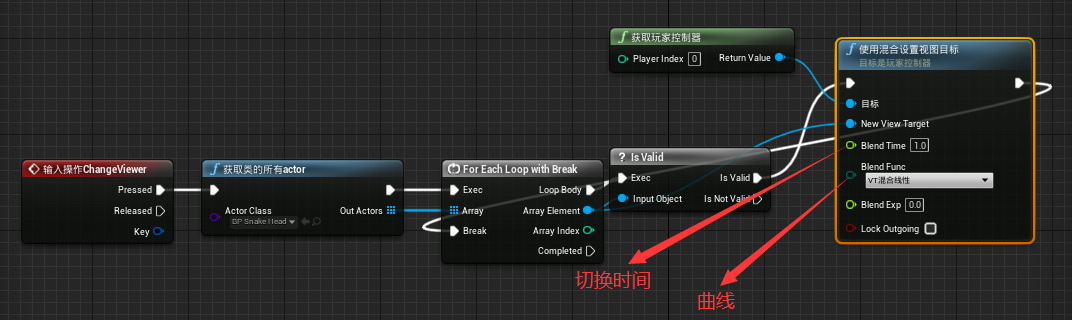 输入操作ChangeViewer
Pressed
Released
Key
获取类的所有actor
Actor Class
BP Snake Head
Out Actors
For Each Loop with Break
Exec
Array
Break
Loop Body
Array Element
Array Index
Completed
获取玩家控制器
Player Index 0
Return Value
? Is Valid
Exec
Input Object
Is Valid
Is Not Valid
使用混合设置视图目标
目标是玩家控制器
目标
New View Target
Blend Time 1.0
Blend Func
VT混合线性
Blend Exp 0.0
Lock Outgoing
切换时间
曲线